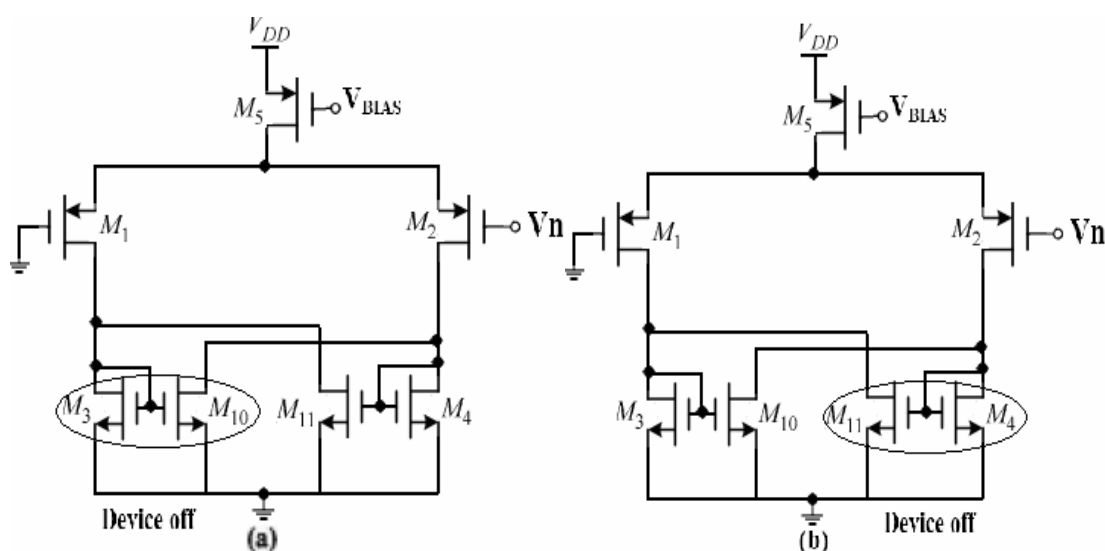 V_DD
M_5
V_BIAS
M_1
M_2
Vn
M_3
M_10
M_11
M_4
Device off
(a)
V_DD
M_5
V_BIAS
M_1
M_2
Vn
M_3
M_10
M_11
M_4
Device off
(b)